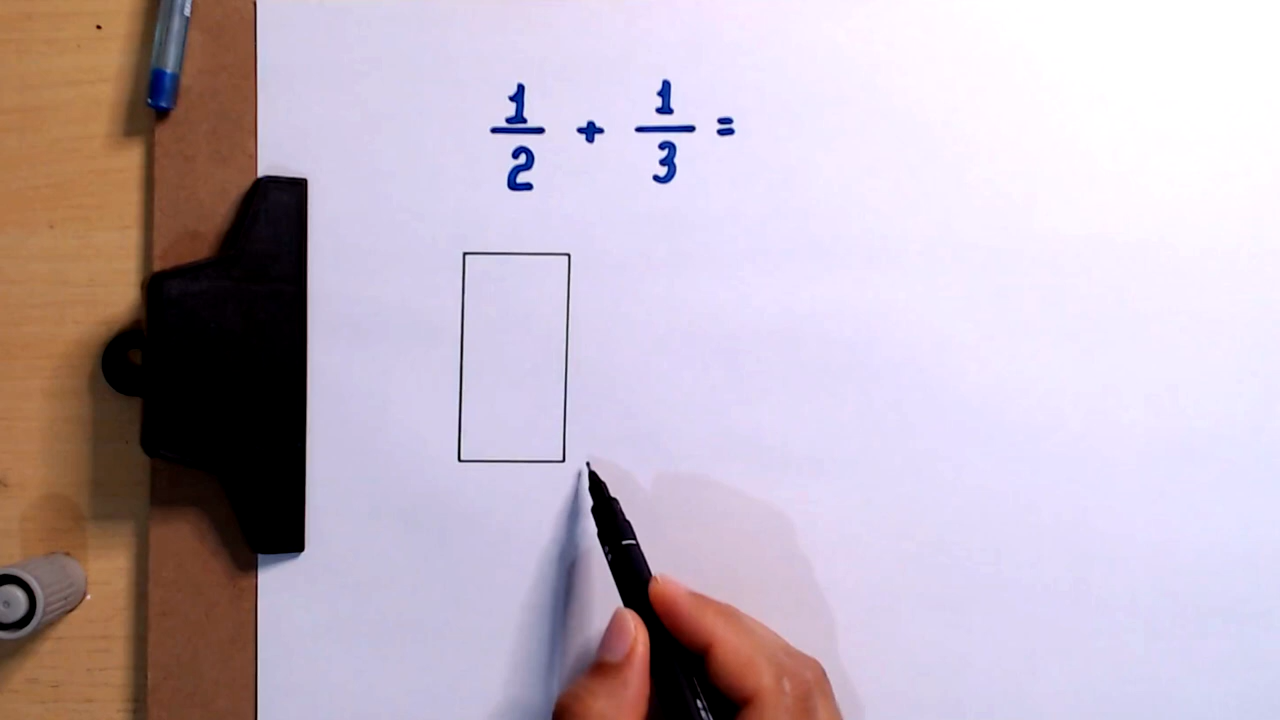 1/2 + 1/3 =